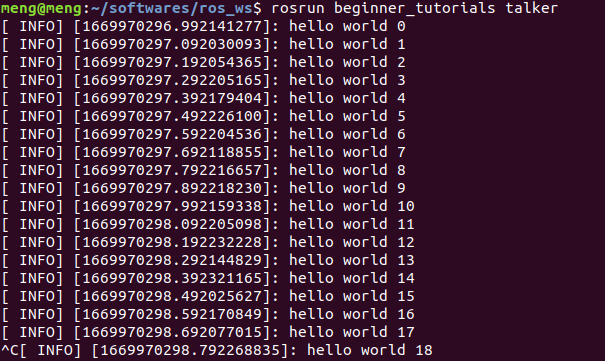 meng@meng:~/softwares/ros_ws$ rosrun beginner_tutorials talker
[ INFO] [1669970296.992141277]: hello world 0
[ INFO] [1669970297.092030093]: hello world 1
[ INFO] [1669970297.192054365]: hello world 2
[ INFO] [1669970297.292205165]: hello world 3
[ INFO] [1669970297.392179404]: hello world 4
[ INFO] [1669970297.492226100]: hello world 5
[ INFO] [1669970297.592204536]: hello world 6
[ INFO] [1669970297.692118855]: hello world 7
[ INFO] [1669970297.792216657]: hello world 8
[ INFO] [1669970297.892218230]: hello world 9
[ INFO] [1669970297.992159338]: hello world 10
[ INFO] [1669970298.092205098]: hello world 11
[ INFO] [1669970298.192232228]: hello world 12
[ INFO] [1669970298.292144829]: hello world 13
[ INFO] [1669970298.392321165]: hello world 14
[ INFO] [1669970298.492025627]: hello world 15
[ INFO] [1669970298.592170849]: hello world 16
[ INFO] [1669970298.692077015]: hello world 17
^C[ INFO] [1669970298.792268835]: hello world 18